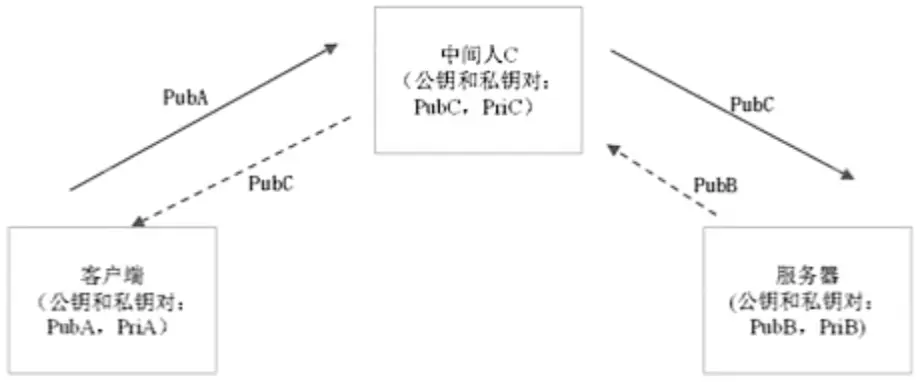 中间人C
（公钥和私钥对：
PubC，PriC）
PubA
PubC
PubC
PubB
客户端
（公钥和私钥对：
PubA，PriA）
服务器
(公钥和私钥对：
PubB，PriB)